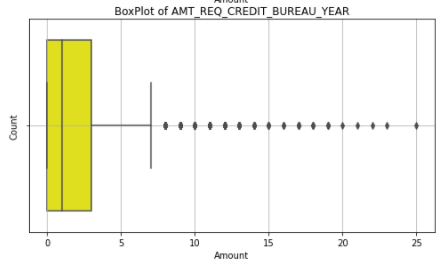 Amount
BoxPlot of AMT_REQ_CREDIT_BUREAU_YEAR
Count
0 5 10 15 20 25
Amount